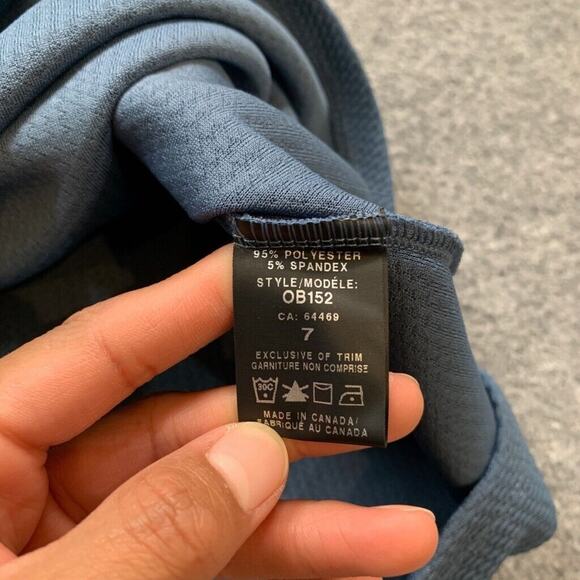 95% POLYESTER
5% SPANDEX
STYLE/MODÉLE:
OB152
CA: 64469
7
EXCLUSIVE OF TRIM
GARNITURE NON COMPRISE
30C
MADE IN CANADA/
FABRIQUÉ AU CANADA